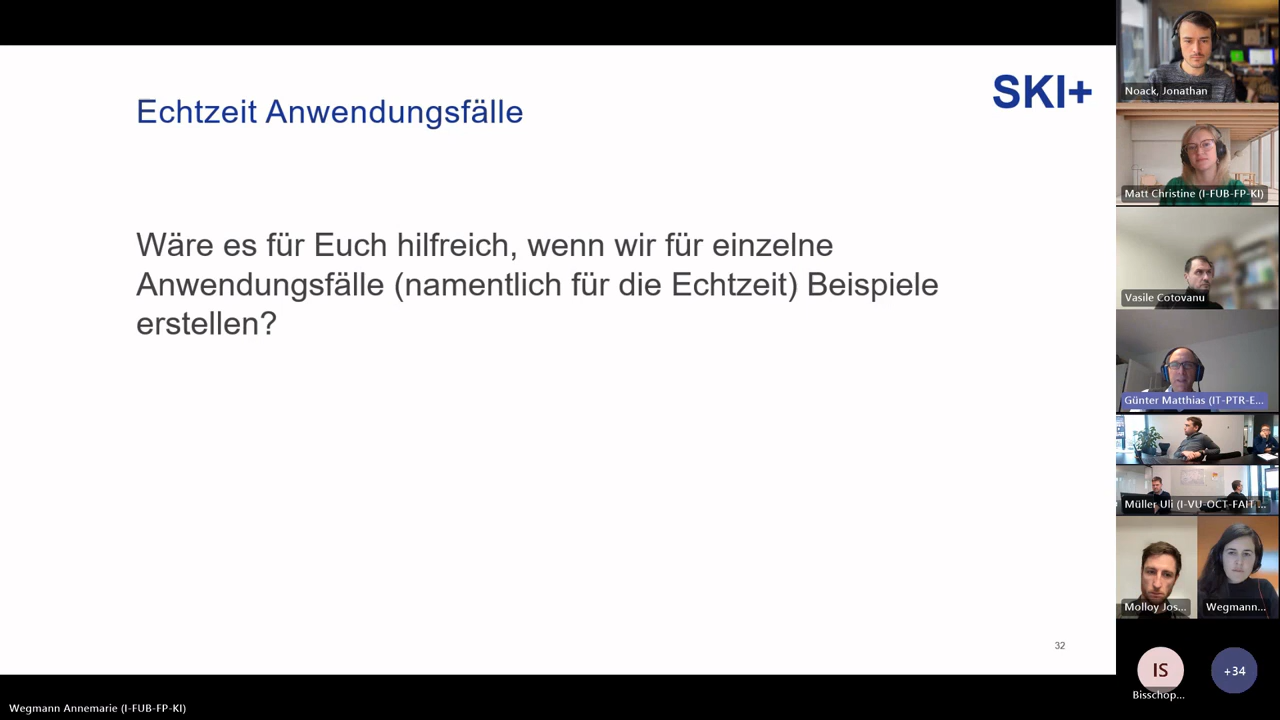 Echtzeit Anwendungsfälle
SKI+
Wäre es für Euch hilfreich, wenn wir für einzelne
Anwendungsfälle (namentlich für die Echtzeit) Beispiele
erstellen?
32
Wegmann Annemarie (I-FUB-FP-KI)
Noack, Jonathan
Matt Christine (I-FUB-FP-KI)
Vasile Cotovanu
Günter Matthias (IT-PTR-E...
Müller Uli (I-VU-OCT-FAH ...
Molloy Jos...
Wegmann...
IS
Bisschop...
+34